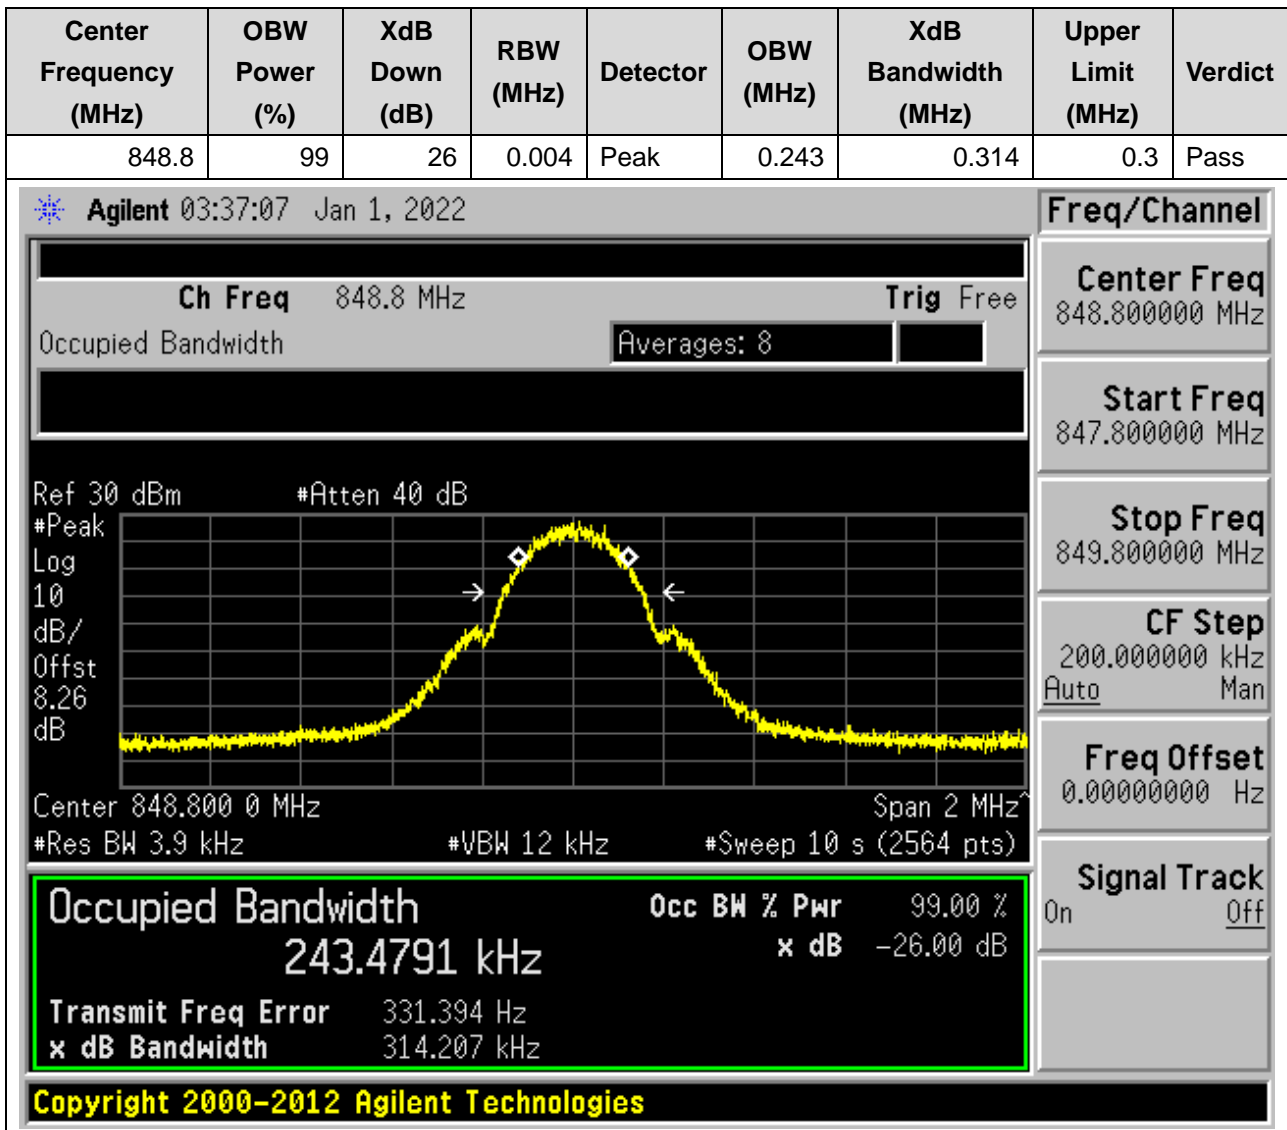 Center Frequency (MHz) OBW Power (%) XdB Down (dB) RBW (MHz) Detector OBW (MHz) XdB Bandwidth (MHz) Upper Limit (MHz) Verdict
848.8 99 26 0.004 Peak 0.243 0.314 0.3 Pass
Agilent 03:37:07 Jan 1, 2022
Ch Freq 848.8 MHz Trig Free
Occupied Bandwidth Averages: 8
Ref 30 dBm #Atten 40 dB
#Peak
Log
10
dB/
Offst
8.26
dB
Center 848.800 0 MHz Span 2 MHz^
#Res BW 3.9 kHz #VBW 12 kHz #Sweep 10 s (2564 pts)
Occupied Bandwidth Occ BW % Pwr 99.00 %
243.4791 kHz x dB -26.00 dB
Transmit Freq Error 331.394 Hz
x dB Bandwidth 314.207 kHz
Copyright 2000-2012 Agilent Technologies
Freq/Channel
Center Freq
848.800000 MHz
Start Freq
847.800000 MHz
Stop Freq
849.800000 MHz
CF Step
200.000000 kHz
Auto Man
Freq Offset
0.00000000 Hz
Signal Track
On Off